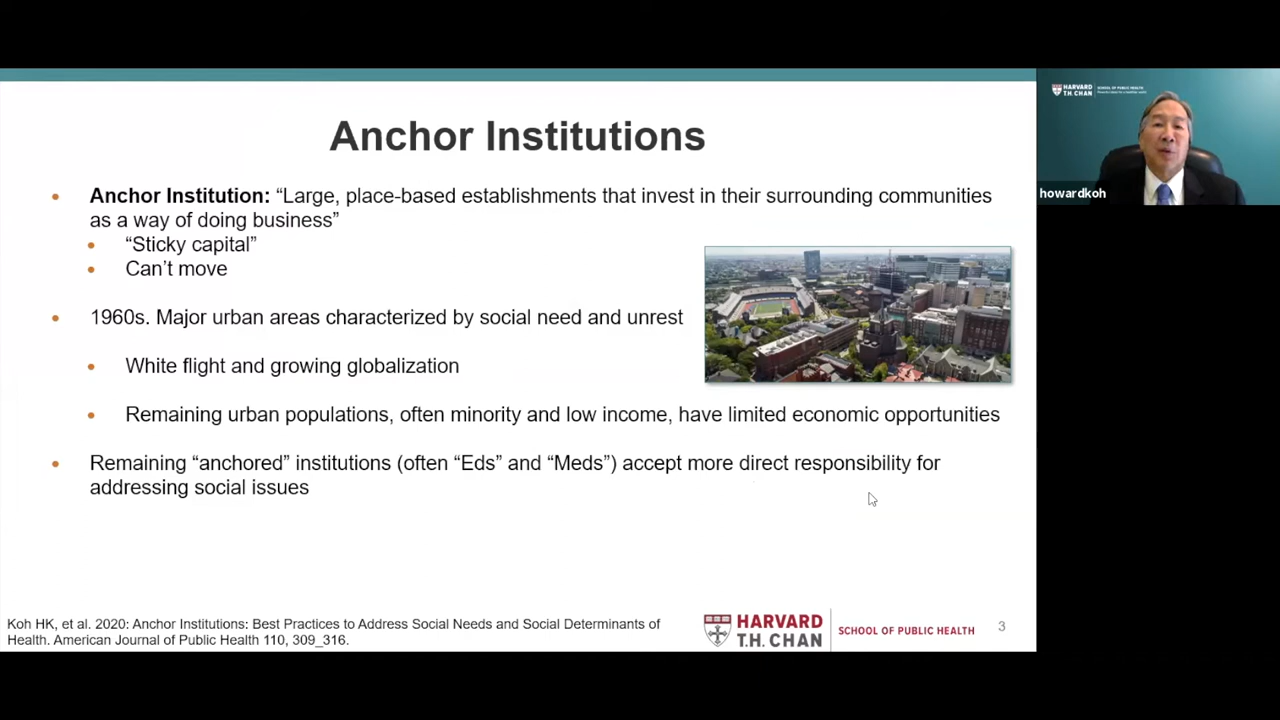 Anchor Institutions
• Anchor Institution: “Large, place-based establishments that invest in their surrounding communities
as a way of doing business”
• “Sticky capital”
• Can’t move
• 1960s. Major urban areas characterized by social need and unrest
• White flight and growing globalization
• Remaining urban populations, often minority and low income, have limited economic opportunities
• Remaining “anchored” institutions (often “Eds” and “Meds”) accept more direct responsibility for
addressing social issues
Koh HK, et al. 2020: Anchor Institutions: Best Practices to Address Social Needs and Social Determinants of
Health. American Journal of Public Health 110, 309_316.
HARVARD
T.H. CHAN
SCHOOL OF PUBLIC HEALTH
3
HARVARD
T.H. CHAN
SCHOOL OF PUBLIC HEALTH
howardkoh